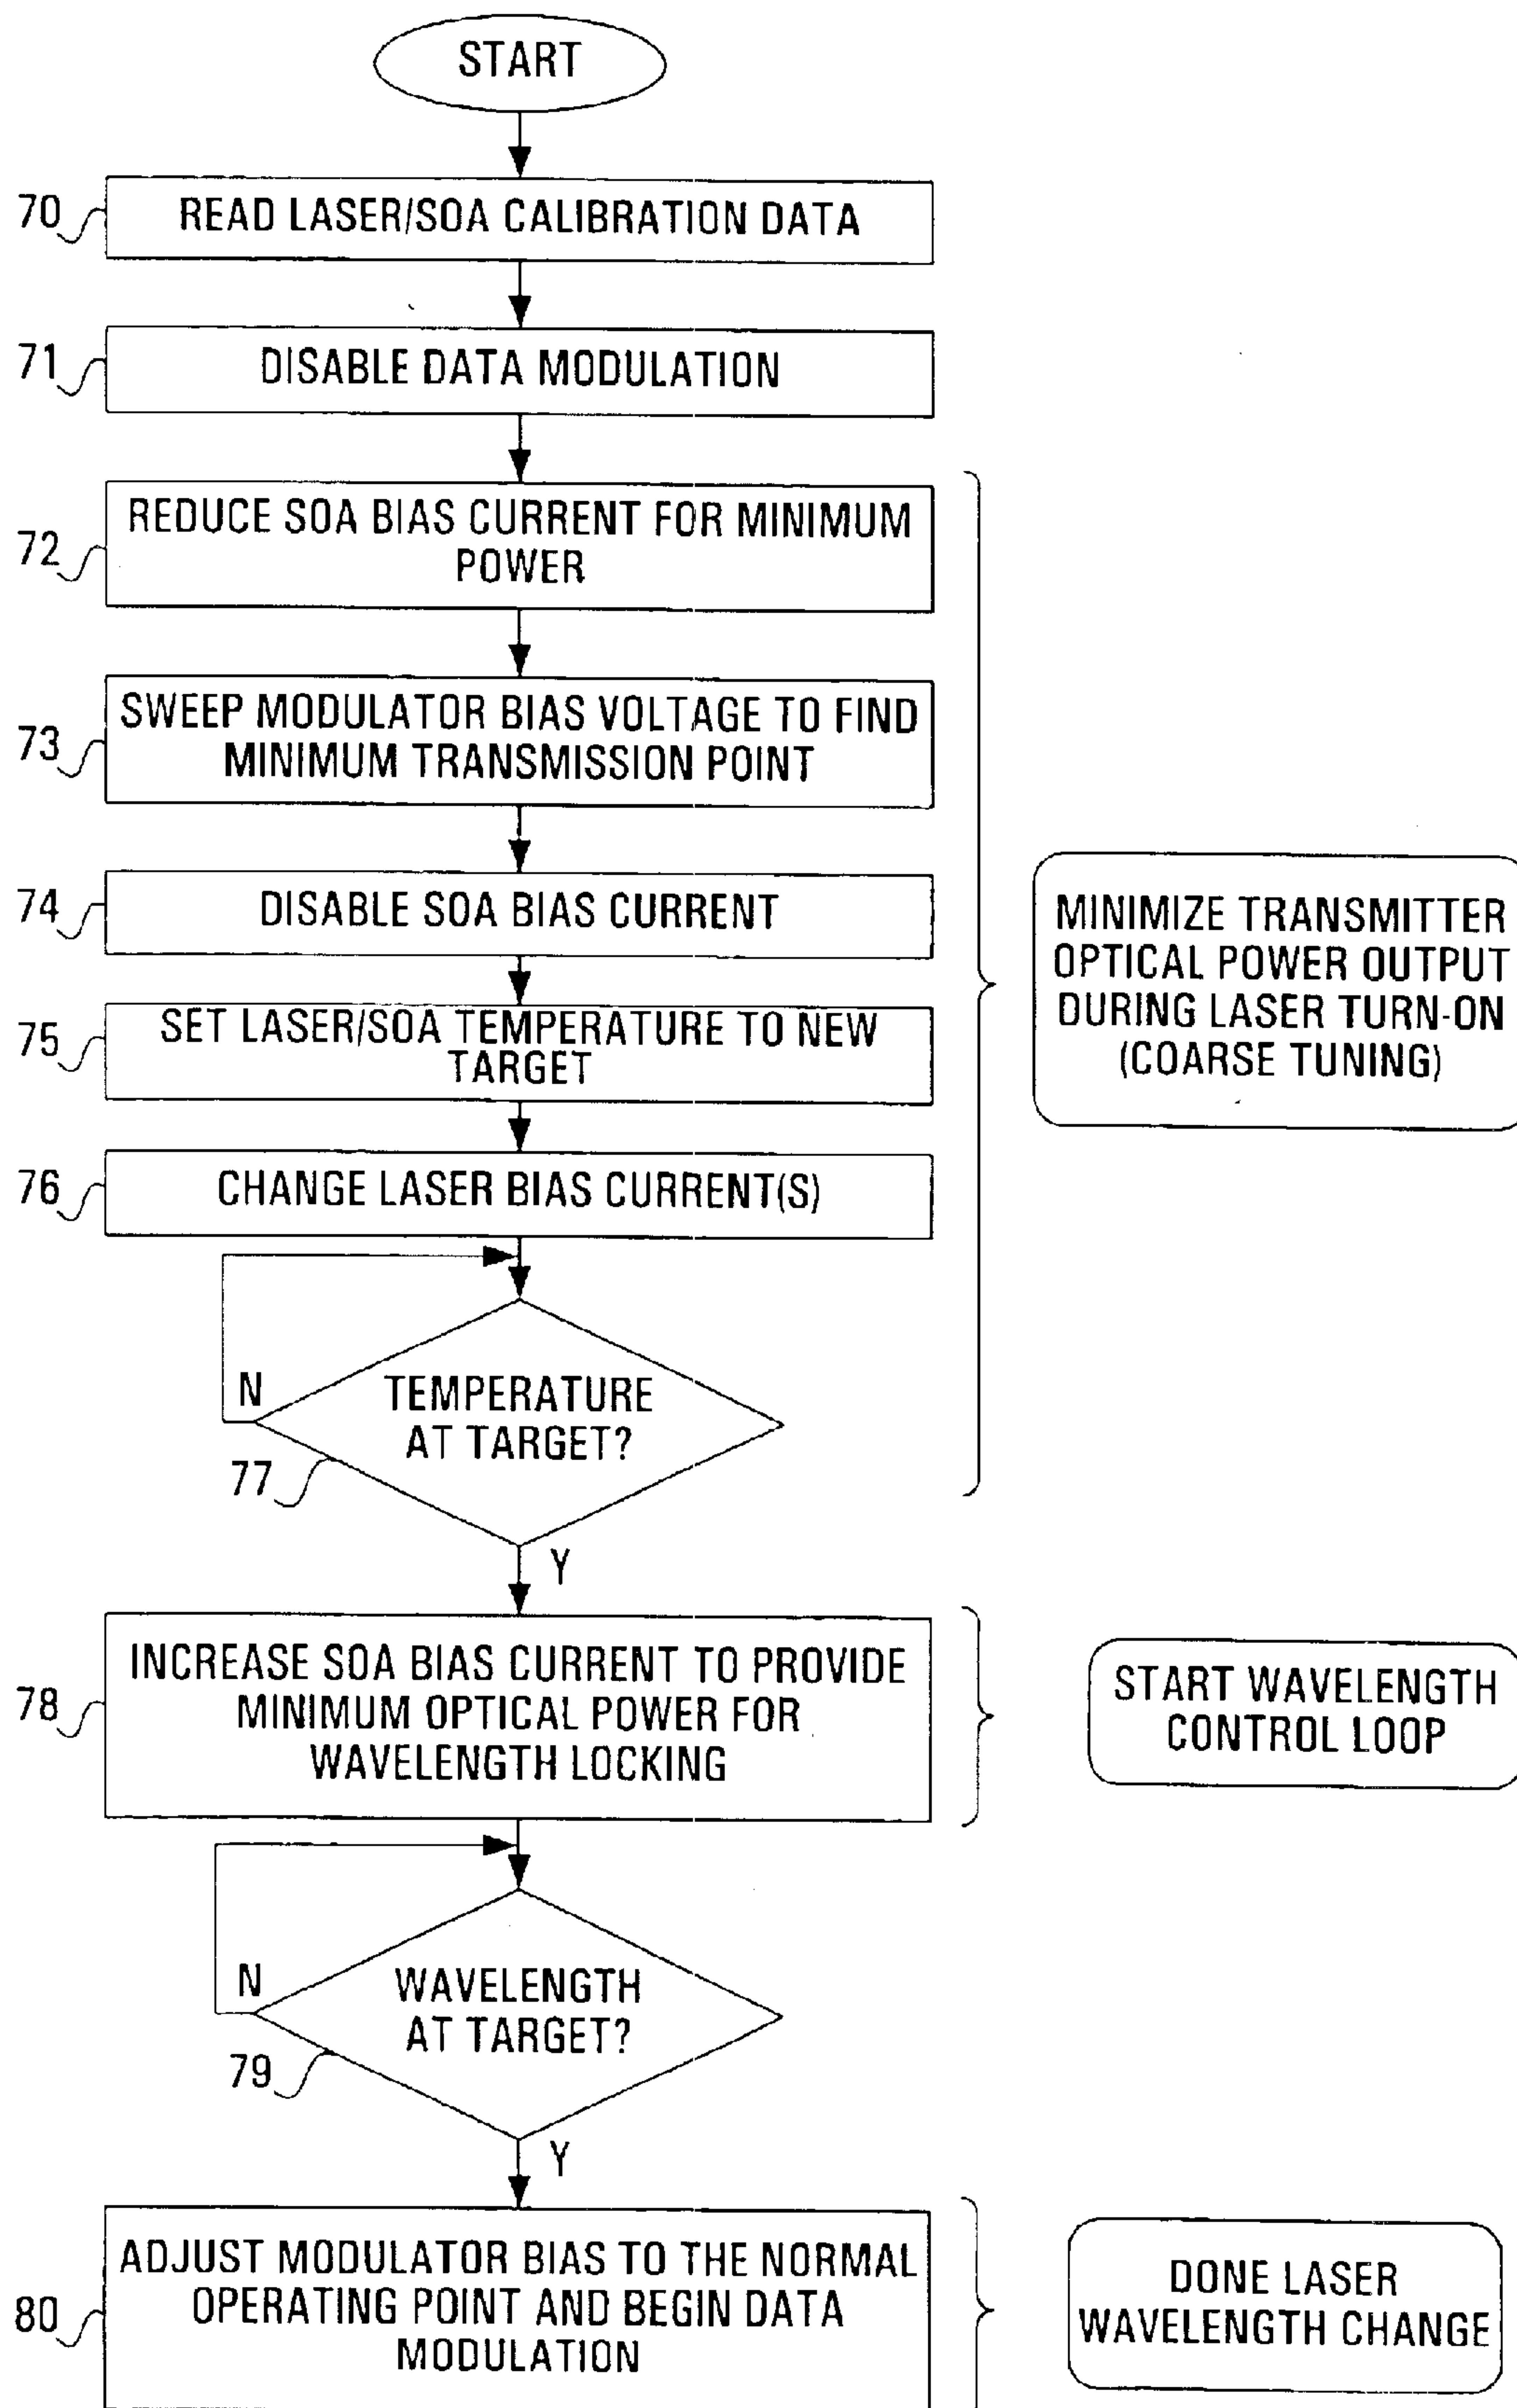 START
70
READ LASER/SOA CALIBRATION DATA
71
DISABLE DATA MODULATION
72
REDUCE SOA BIAS CURRENT FOR MINIMUM
POWER
73
SWEEP MODULATOR BIAS VOLTAGE TO FIND
MINIMUM TRANSMISSION POINT
74
DISABLE SOA BIAS CURRENT
75
SET LASER/SOA TEMPERATURE TO NEW
TARGET
76
CHANGE LASER BIAS CURRENT(S)
N
TEMPERATURE
AT TARGET?
77
Y
MINIMIZE TRANSMITTER
OPTICAL POWER OUTPUT
DURING LASER TURN-ON
(COARSE TUNING)
78
INCREASE SOA BIAS CURRENT TO PROVIDE
MINIMUM OPTICAL POWER FOR
WAVELENGTH LOCKING
START WAVELENGTH
CONTROL LOOP
N
WAVELENGTH
AT TARGET?
79
Y
80
ADJUST MODULATOR BIAS TO THE NORMAL
OPERATING POINT AND BEGIN DATA
MODULATION
DONE LASER
WAVELENGTH CHANGE